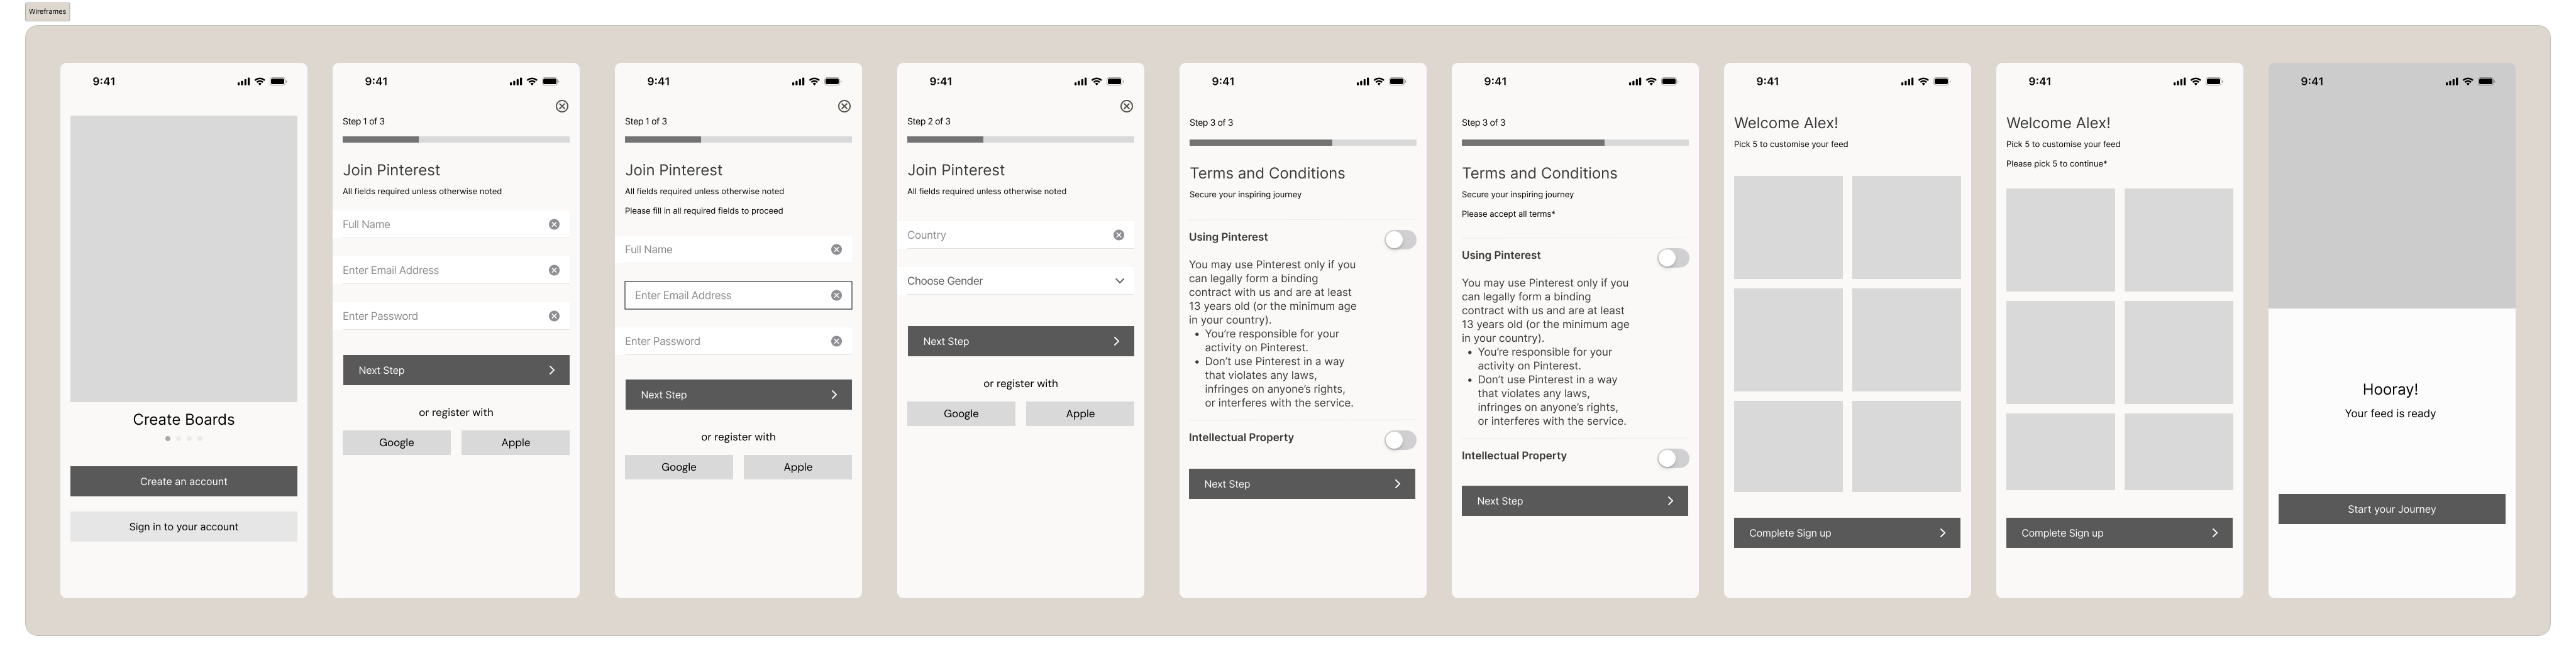 Wireframes
9:41
Create Boards
Create an account
Sign in to your account
9:41
Step 1 of 3
Join Pinterest
All fields required unless otherwise noted
Full Name
Enter Email Address
Enter Password
Next Step
or register with
Google
Apple
9:41
Step 1 of 3
Join Pinterest
All fields required unless otherwise noted
Please fill in all required fields to proceed
Full Name
Enter Email Address
Enter Password
Next Step
or register with
Google
Apple
9:41
Step 2 of 3
Join Pinterest
All fields required unless otherwise noted
Country
Choose Gender
Next Step
or register with
Google
Apple
9:41
Step 3 of 3
Terms and Conditions
Secure your inspiring journey
Using Pinterest
You may use Pinterest only if you
can legally form a binding
contract with us and are at least
13 years old (or the minimum age
in your country).
• You're responsible for your
activity on Pinterest.
• Don't use Pinterest in a way
that violates any laws,
infringes on anyone's rights,
or interferes with the service.
Intellectual Property
Next Step
9:41
Step 3 of 3
Terms and Conditions
Secure your inspiring journey
Please accept all terms*
Using Pinterest
You may use Pinterest only if you
can legally form a binding
contract with us and are at least
13 years old (or the minimum age
in your country).
• You're responsible for your
activity on Pinterest.
• Don't use Pinterest in a way
that violates any laws,
infringes on anyone's rights,
or interferes with the service.
Intellectual Property
Next Step
9:41
Welcome Alex!
Pick 5 to customise your feed
Complete Sign up
9:41
Welcome Alex!
Pick 5 to customise your feed
Please pick 5 to continue*
Complete Sign up
9:41
Hooray!
Your feed is ready
Start your Journey